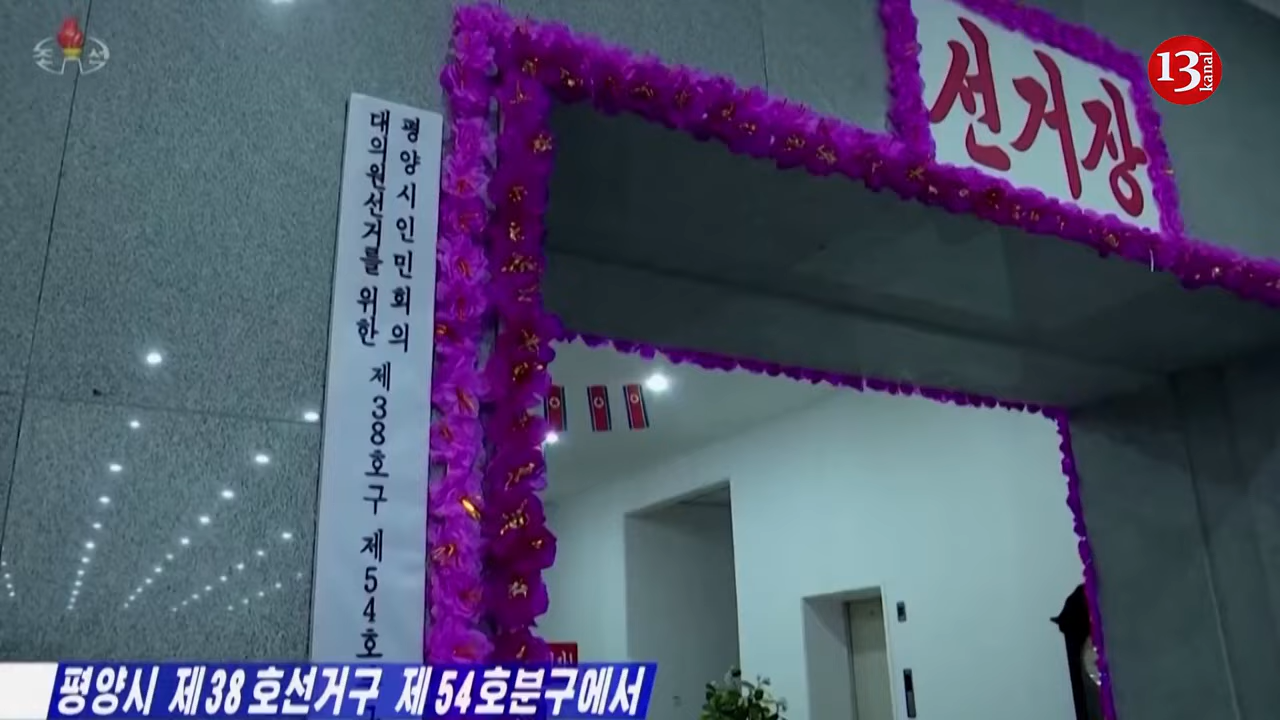 조선
13
kanal
선거장
평양시인민회의
대의원선거를 위한
제38호구 제54호
평양시 제38호선거구 제54호분구에서